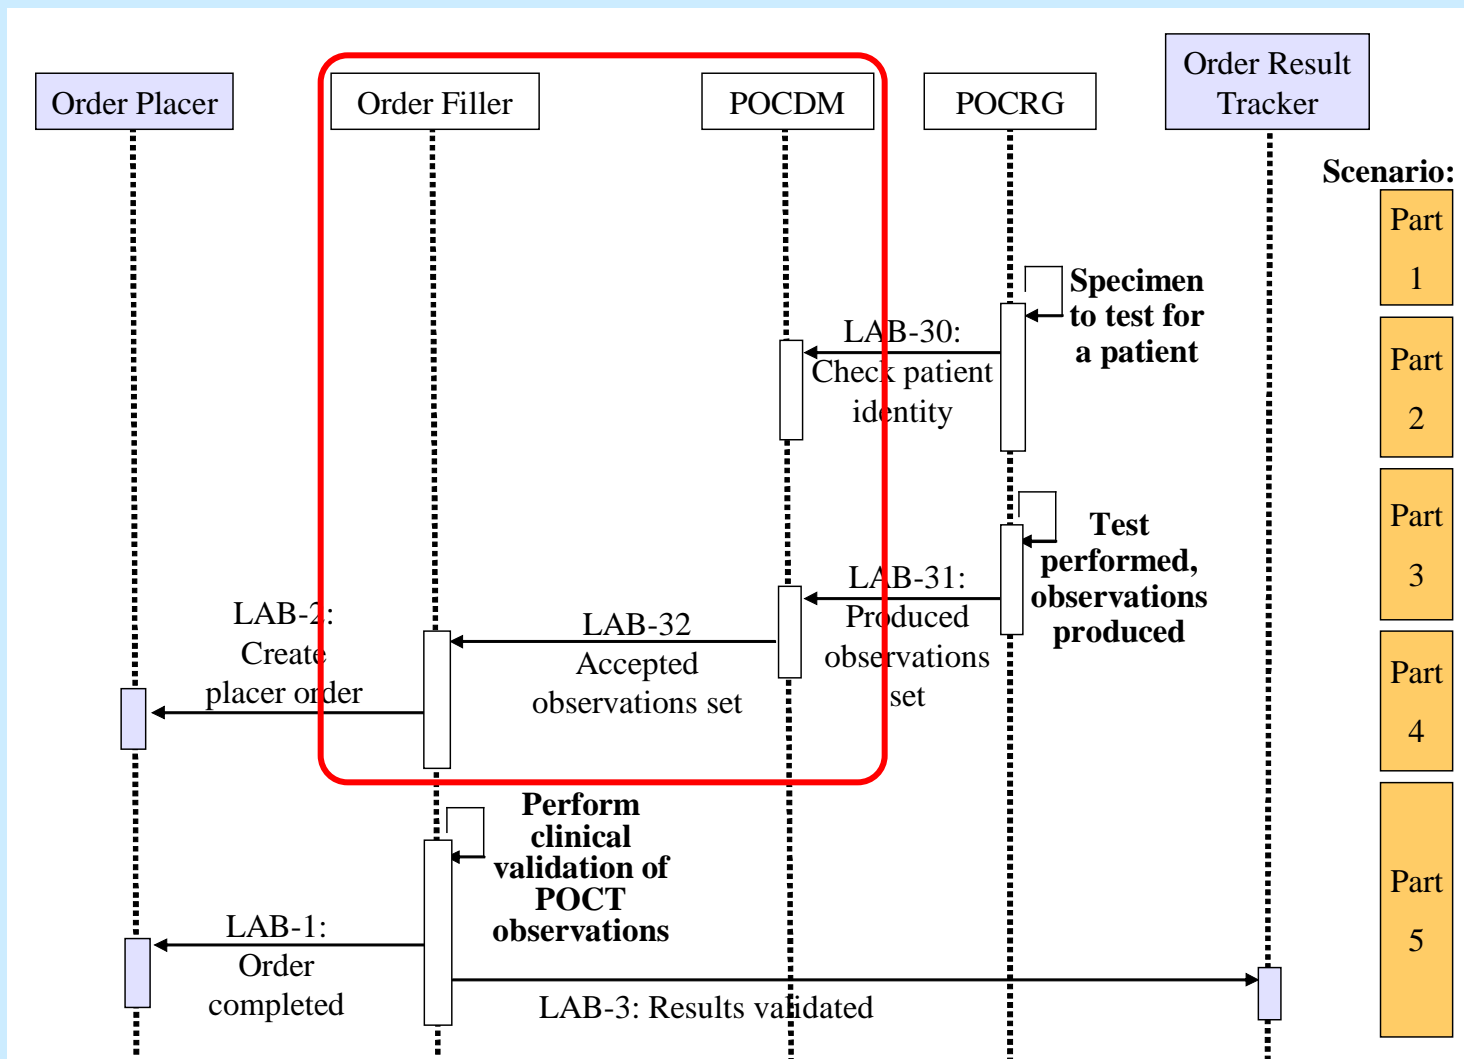 Order Placer
Order Filler
POCDM
POCRG
Order Result
Tracker
Scenario:
Part
1
Specimen
to test for
a patient
LAB-30:
Check patient
identity
Part
2
Test
performed,
observations
produced
Part
3
LAB-31:
Produced
observations
set
LAB-32
Accepted
observations set
LAB-2:
Create
placer order
Part
4
Perform
clinical
validation of
POCT
observations
Part
5
LAB-1:
Order
completed
LAB-3: Results validated